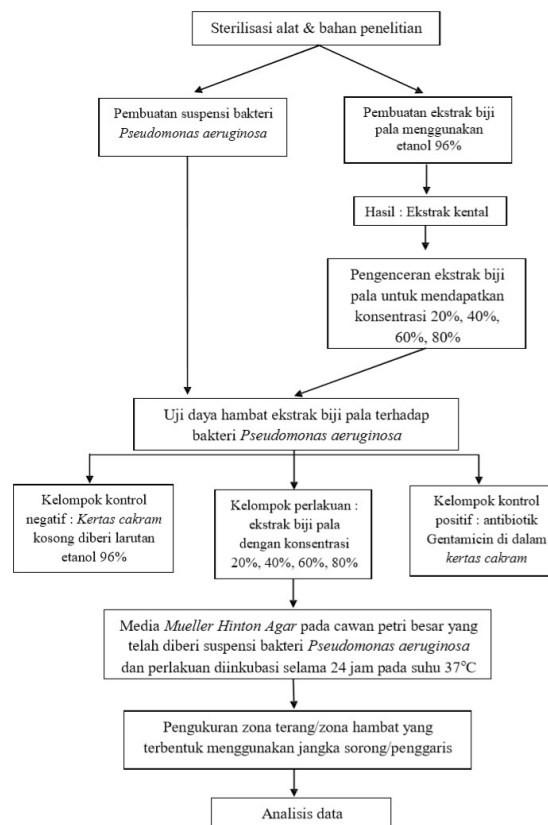 Sterilisasi alat & bahan penelitian
Pembuatan suspensi bakteri
Pseudomonas aeruginosa
Pembuatan ekstrak biji
pala menggunakan
etanol 96%
Hasil : Ekstrak kental
Pengenceran ekstrak biji
pala untuk mendapatkan
konsentrasi 20%, 40%,
60%, 80%
Uji daya hambat ekstrak biji pala terhadap
bakteri Pseudomonas aeruginosa
Kelompok kontrol
negatif : Kertas cakram
kosong diberi larutan
etanol 96%
Kelompok perlakuan :
ekstrak biji pala
dengan konsentrasi
20%, 40%, 60%, 80%
Kelompok kontrol
positif : antibiotik
Gentamicin di dalam
kertas cakram
Media Mueller Hinton Agar pada cawan petri besar yang
telah diberi suspensi bakteri Pseudomonas aeruginosa
dan perlakuan diinkubasi selama 24 jam pada suhu 37°C
Pengukuran zona terang/zona hambat yang
terbentuk menggunakan jangka sorong/penggaris
Analisis data